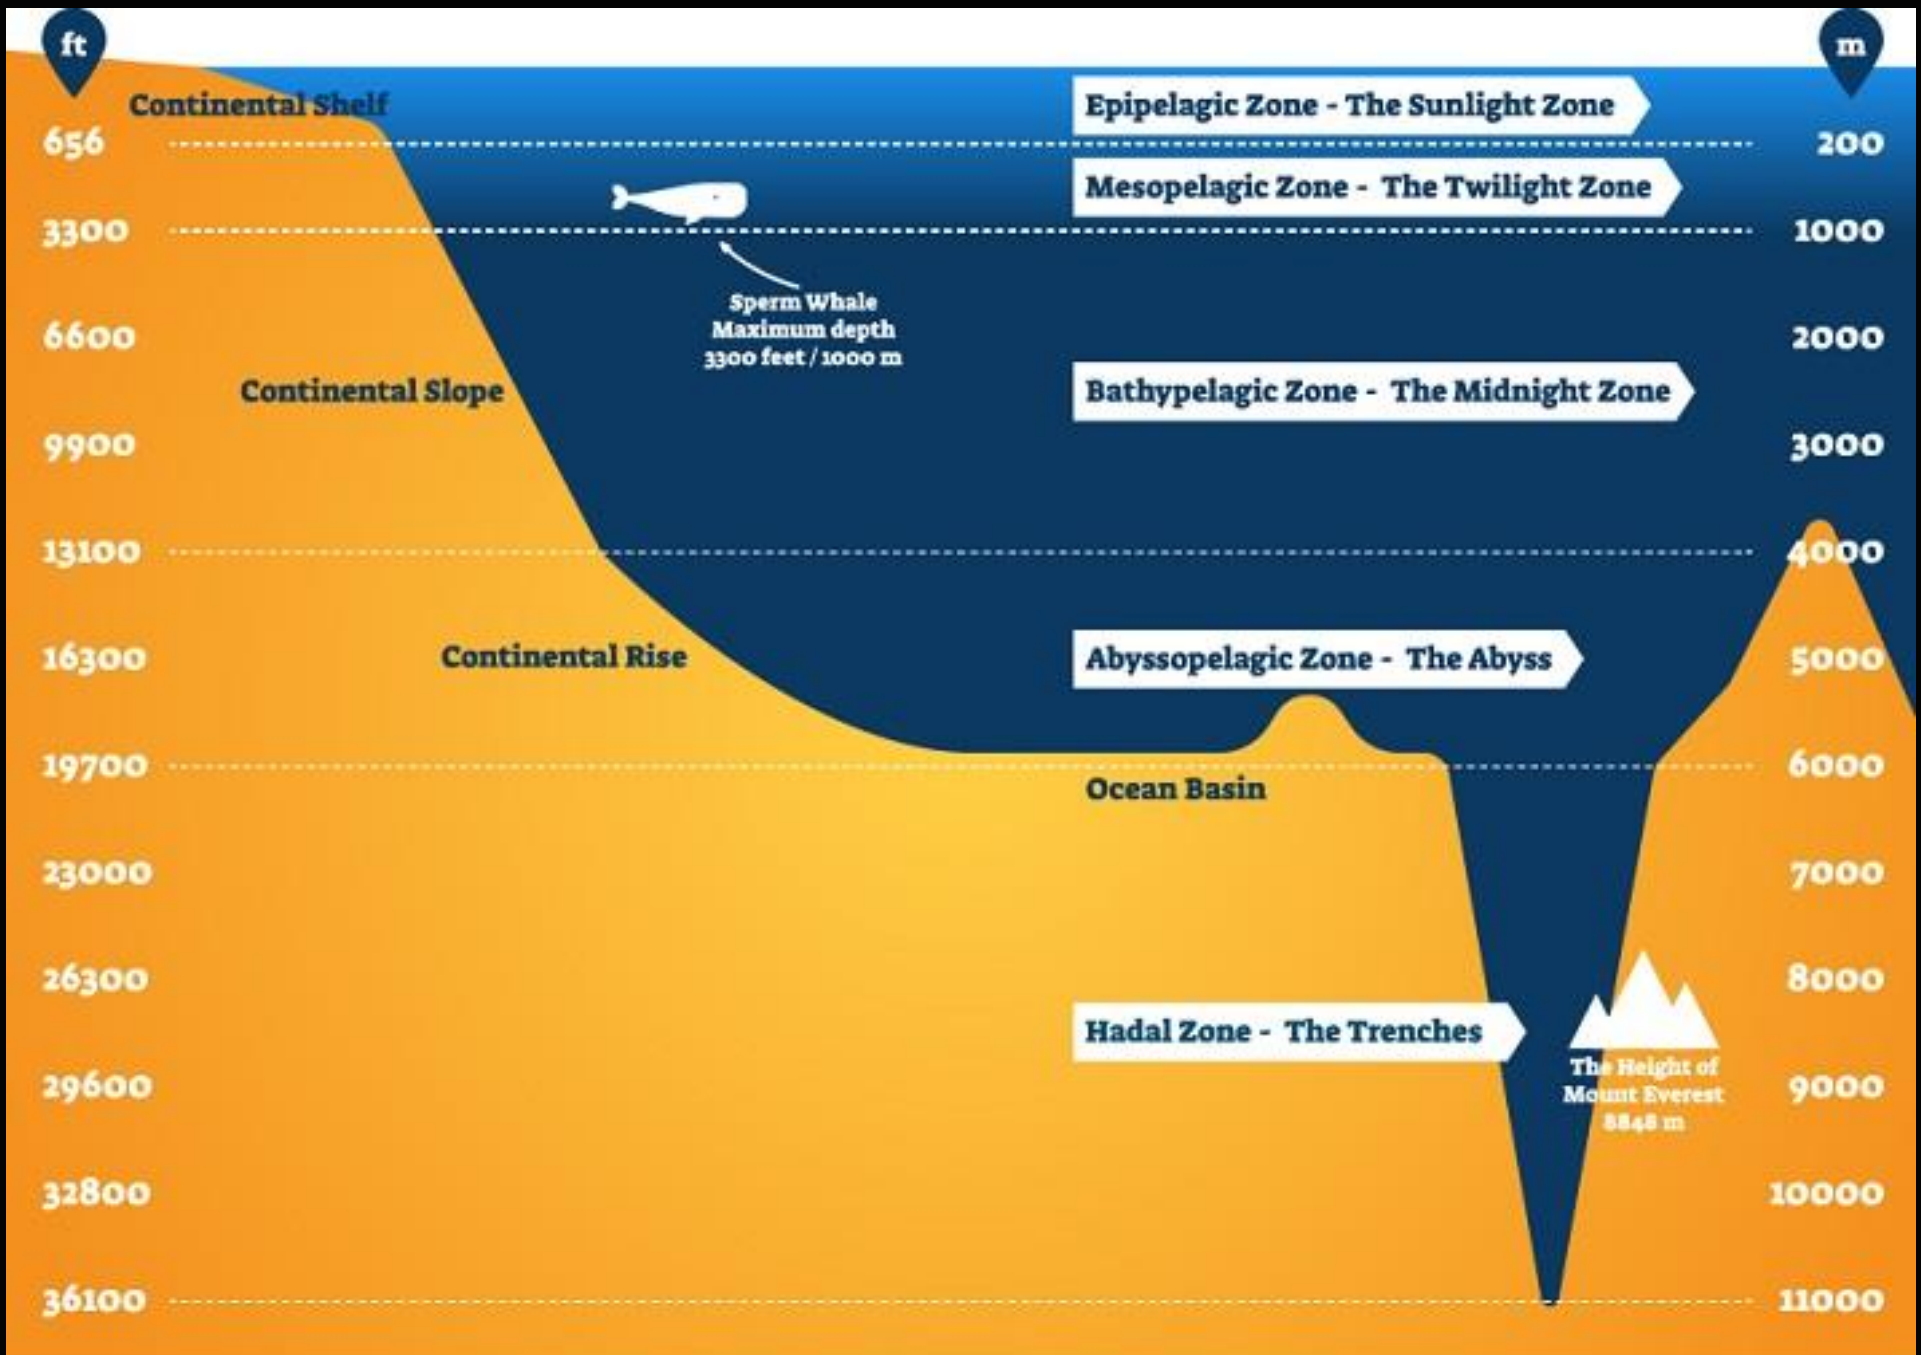 ft
m
Continental Shelf
Epipelagic Zone - The Sunlight Zone
656
200
Mesopelagic Zone - The Twilight Zone
3300
1000
Sperm Whale
Maximum depth
3300 feet / 1000 m
6600
2000
Continental Slope
Bathypelagic Zone - The Midnight Zone
9900
3000
13100
4000
Continental Rise
Abyssopelagic Zone - The Abyss
16300
5000
19700
6000
Ocean Basin
23000
7000
26300
8000
Hadal Zone - The Trenches
The Height of
Mount Everest
8848 m
29600
9000
32800
10000
36100
11000